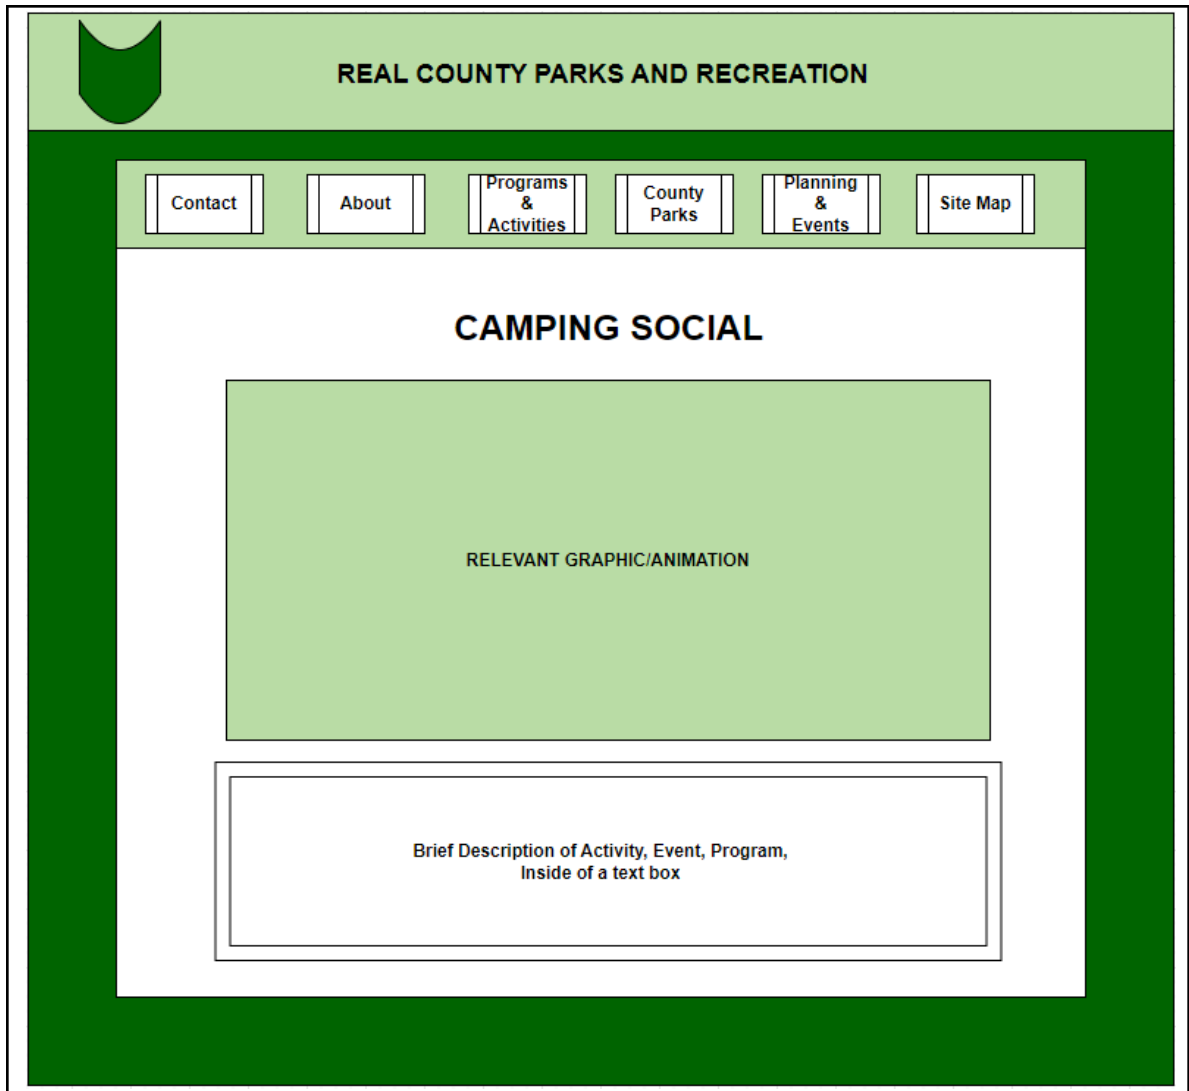 REAL COUNTY PARKS AND RECREATION
Contact
About
Programs
&
Activities
County
Parks
Planning
&
Events
Site Map
CAMPING SOCIAL
RELEVANT GRAPHIC/ANIMATION
Brief Description of Activity, Event, Program,
Inside of a text box